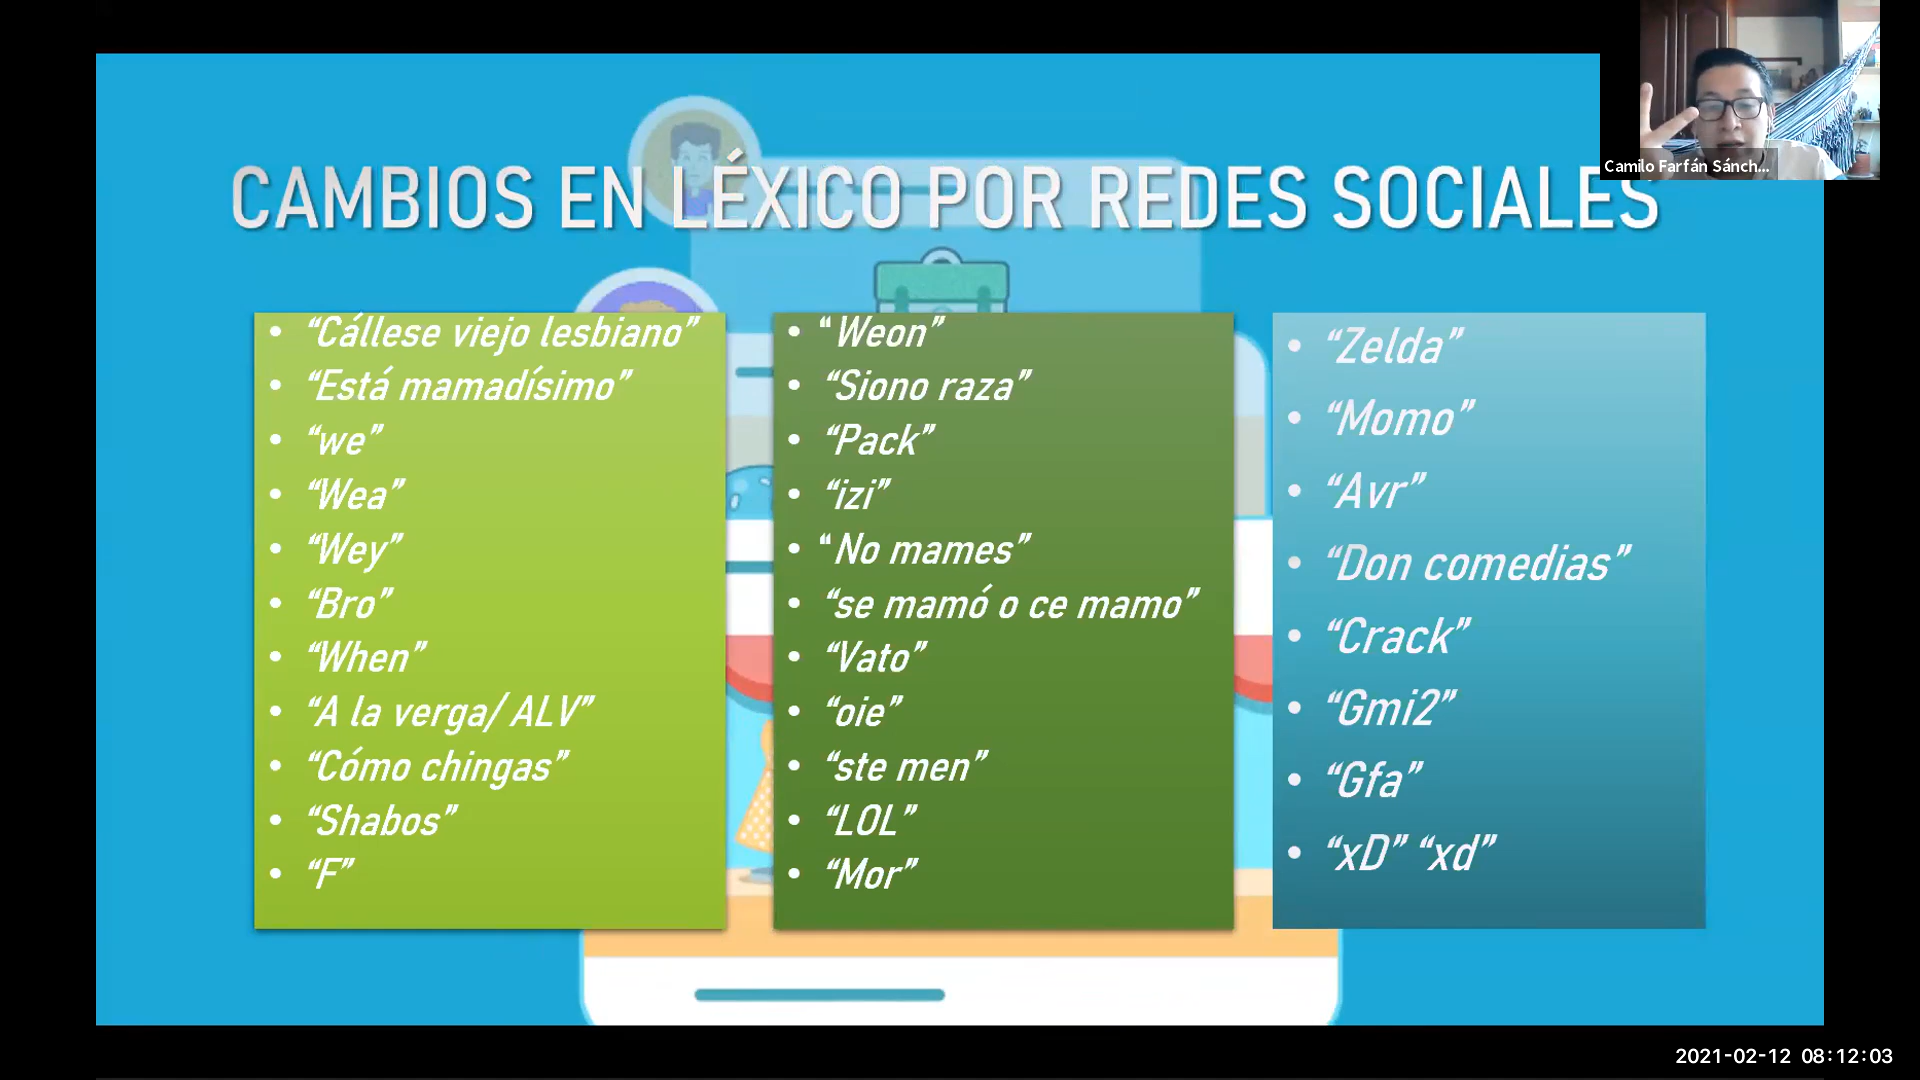 CAMBIOS EN LÉXICO POR REDES SOCIALES
Camilo Farfán Sánch...
• “Cállese viejo lesbiano”
• “Está mamadísimo”
• “we”
• “Wea”
• “Wey”
• “Bro”
• “When”
• “A la verga/ ALV”
• “Cómo chingas”
• “Shabos”
• “F”
• “ Weon”
• “Siono raza”
• “Pack”
• “izi”
• “ No mames”
• “se mamó o ce mamo”
• “Vato”
• “oie”
• “ste men”
• “LOL”
• “Mor”
• “Zelda”
• “Momo”
• “Avr”
• “Don comedias”
• “Crack”
• “Gmi2”
• “Gfa”
• “xD” “xd”
2021-02-12 08:12:03